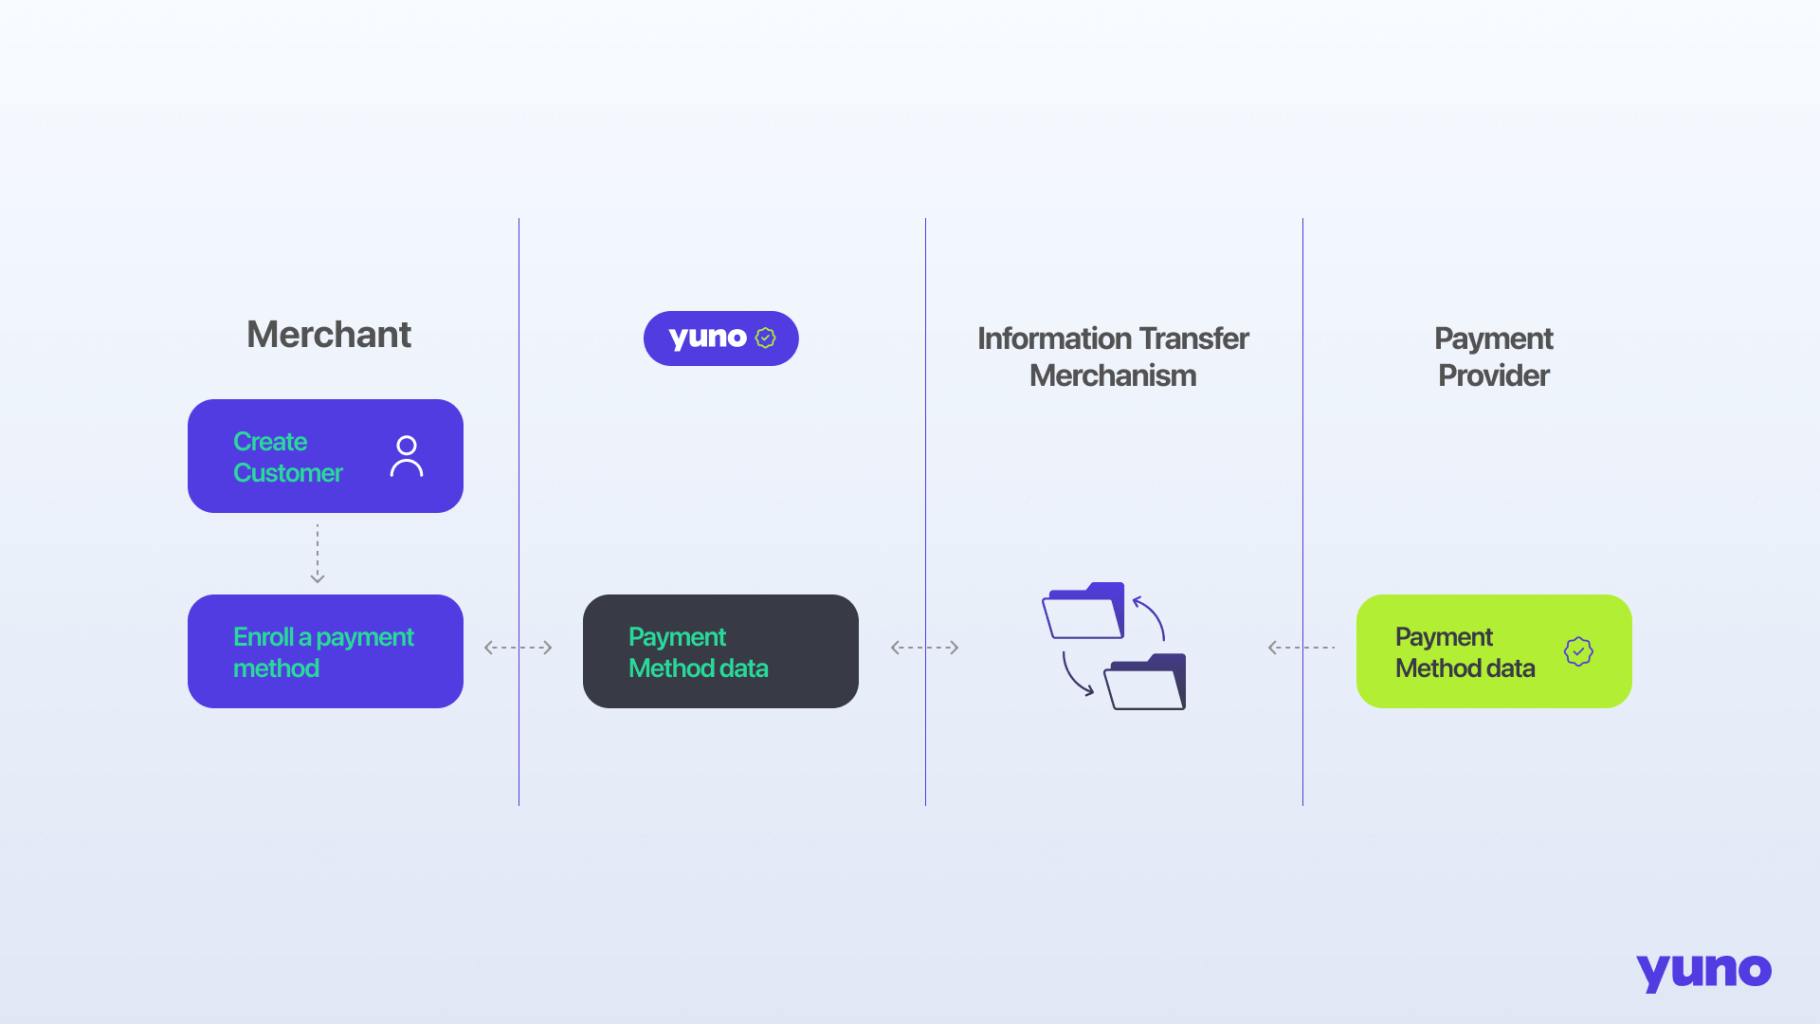 Merchant
yuno
Information Transfer
Merchanism
Payment
Provider
Create
Customer
Enroll a payment
method
Payment
Method data
Payment
Method data
yuno